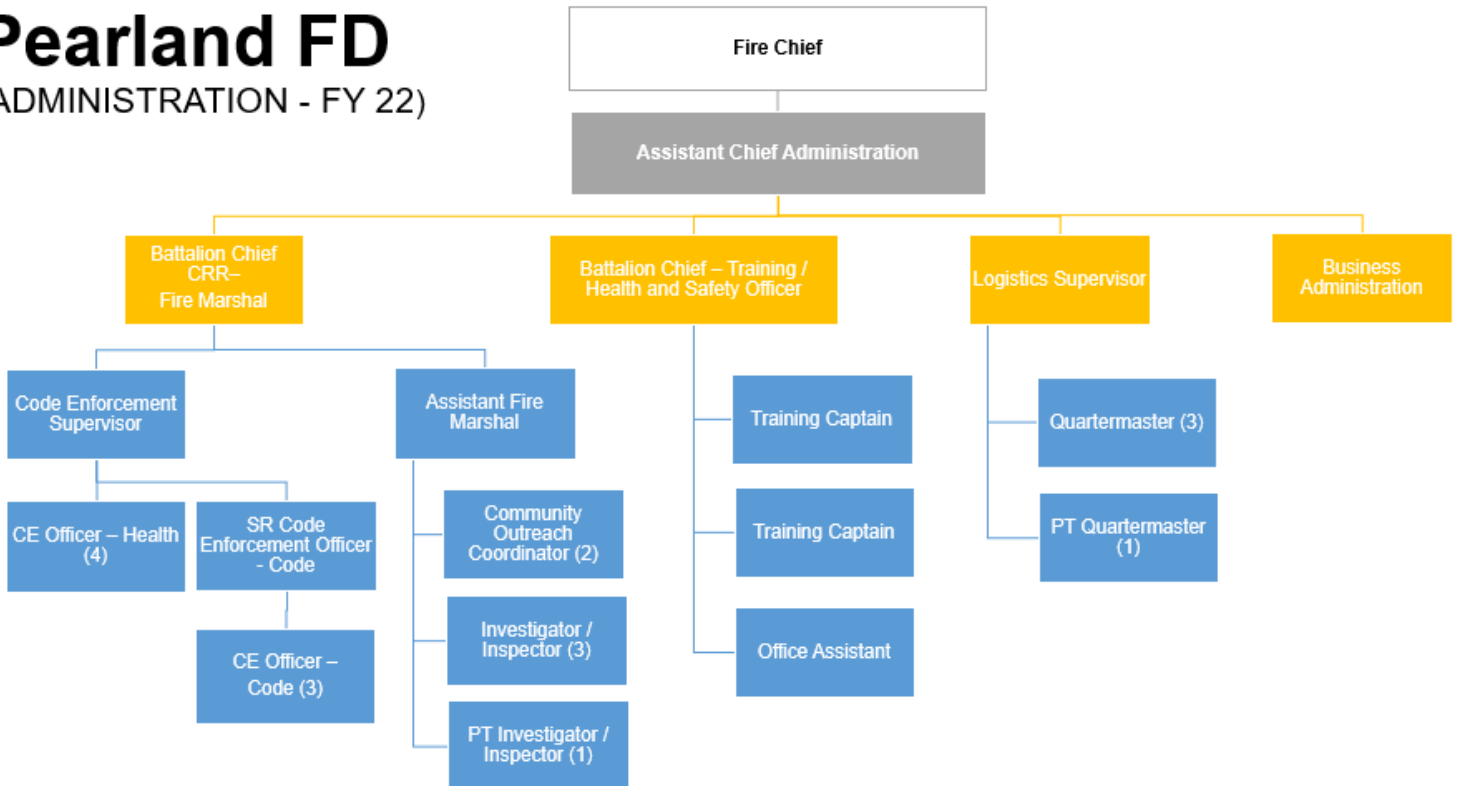 Pearland FD
ADMINISTRATION - FY 22)
Fire Chief
Assistant Chief Administration
Battalion Chief
CRR–
Fire Marshal
Battalion Chief – Training /
Health and Safety Officer
Logistics Supervisor
Business
Administration
Code Enforcement
Supervisor
Assistant Fire
Marshal
Training Captain
Quartermaster (3)
CE Officer – Health
(4)
SR Code
Enforcement Officer
- Code
Community
Outreach
Coordinator (2)
Training Captain
PT Quartermaster
(1)
CE Officer –
Code (3)
Investigator /
Inspector (3)
Office Assistant
PT Investigator /
Inspector (1)